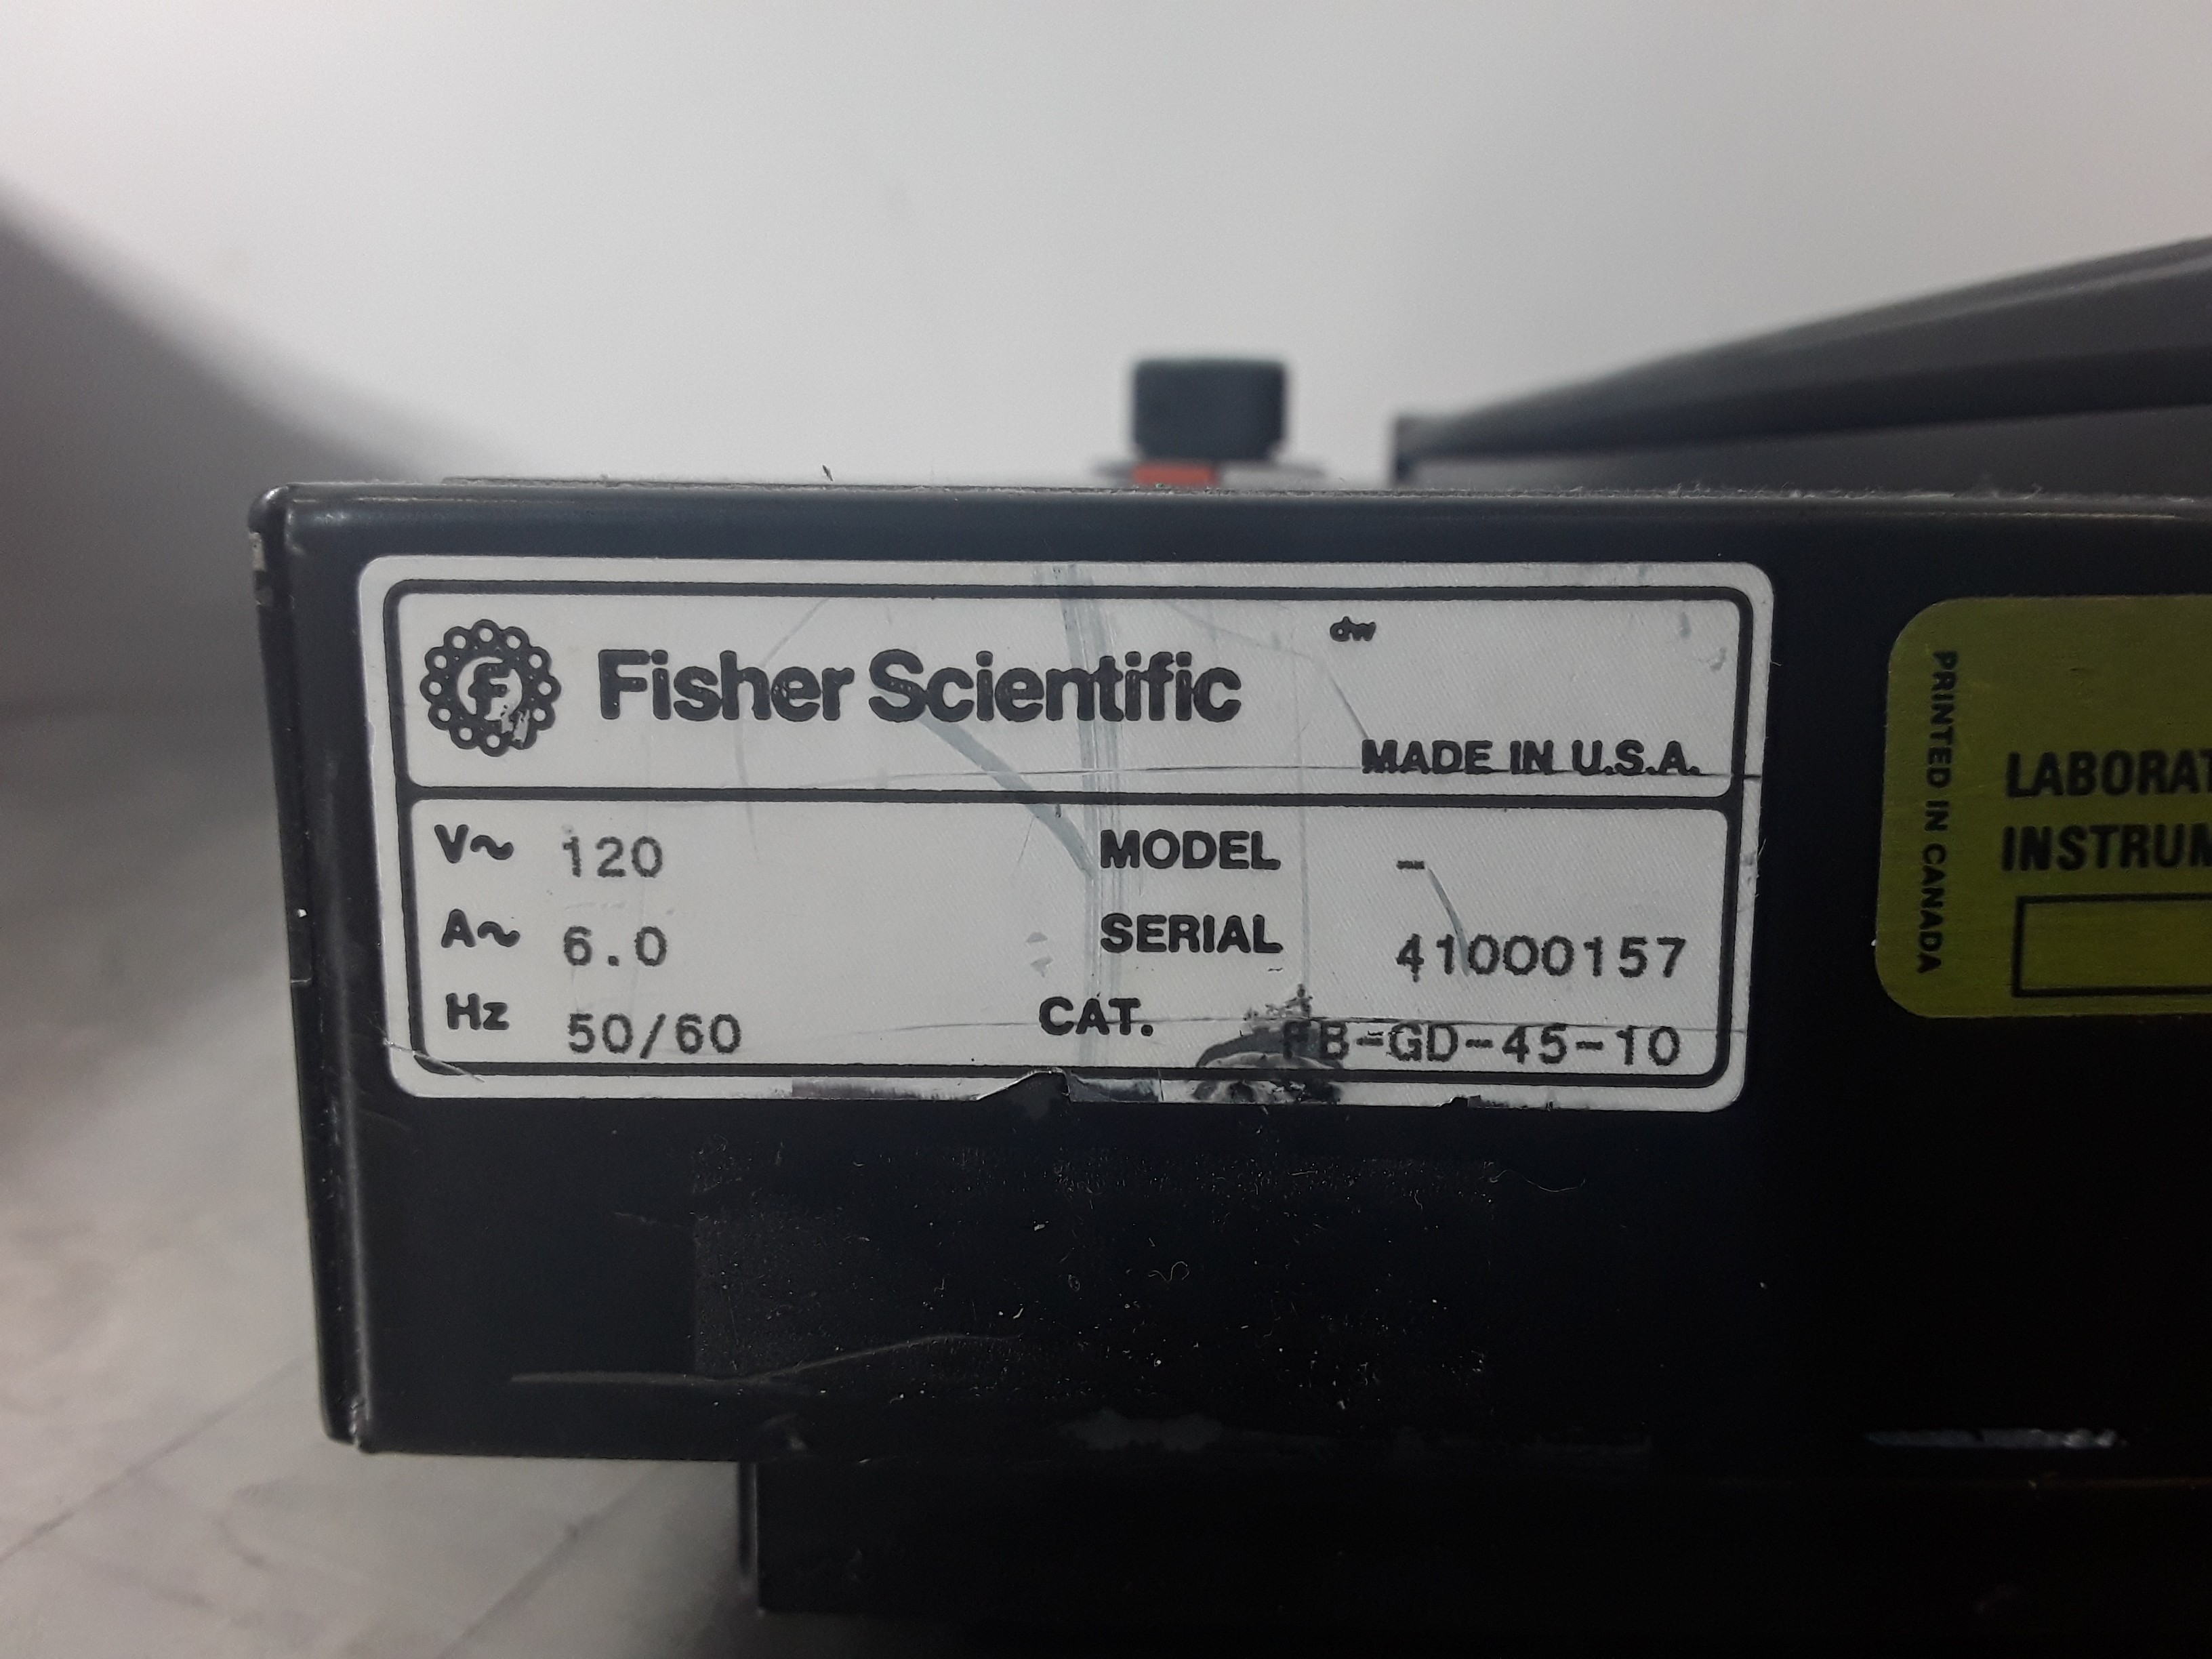 F
Fisher Scientific
dw
MADE IN U.S.A.
V~ 120
MODEL -
A~ 6.0
SERIAL 41000157
Hz 50/60
CAT. FB-GD-45-10
PRINTED IN CANADA
LABORAT
INSTRUM